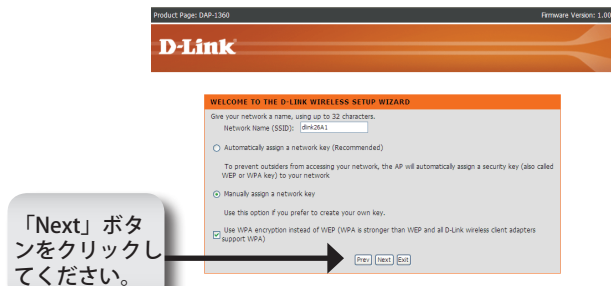 Product Page: DAP-1360
Firmware Version: 1.00
D-Link
WELCOME TO THE D-LINK WIRELESS SETUP WIZARD
Give your network a name, using up to 32 characters.
Network Name (SSID): dlink26A1
Automatically assign a network key (Recommended)
To prevent outsiders from accessing your network, the AP will automatically assign a security key (also called
WEP or WPA key) to your network
Manually assign a network key
Use this option if you prefer to create your own key.
Use WPA encryption instead of WEP (WPA is stronger than WEP and all D-Link wireless client adapters
support WPA)
Prev Next Exit
「Next」ボタ
ンをクリックし
てください。